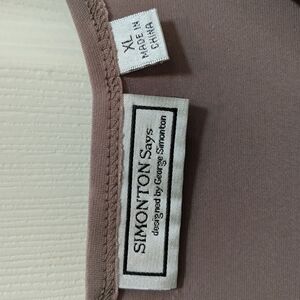 XL
MADE IN
CHINA
SIMONTON Says
designed by George Simonton